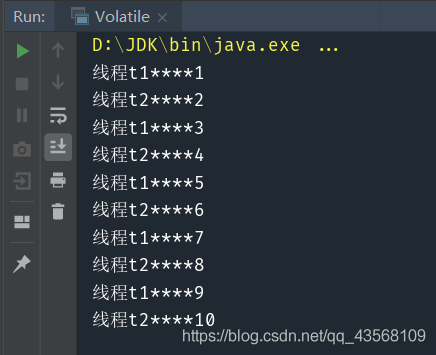 Run: Volatile ×
D:\JDK\bin\java.exe ...
线程t1****1
线程t2****2
线程t1****3
线程t2****4
线程t1****5
线程t2****6
线程t1****7
线程t2****8
线程t1****9
线程t2****10
https://blog.csdn.net/qq_43568109